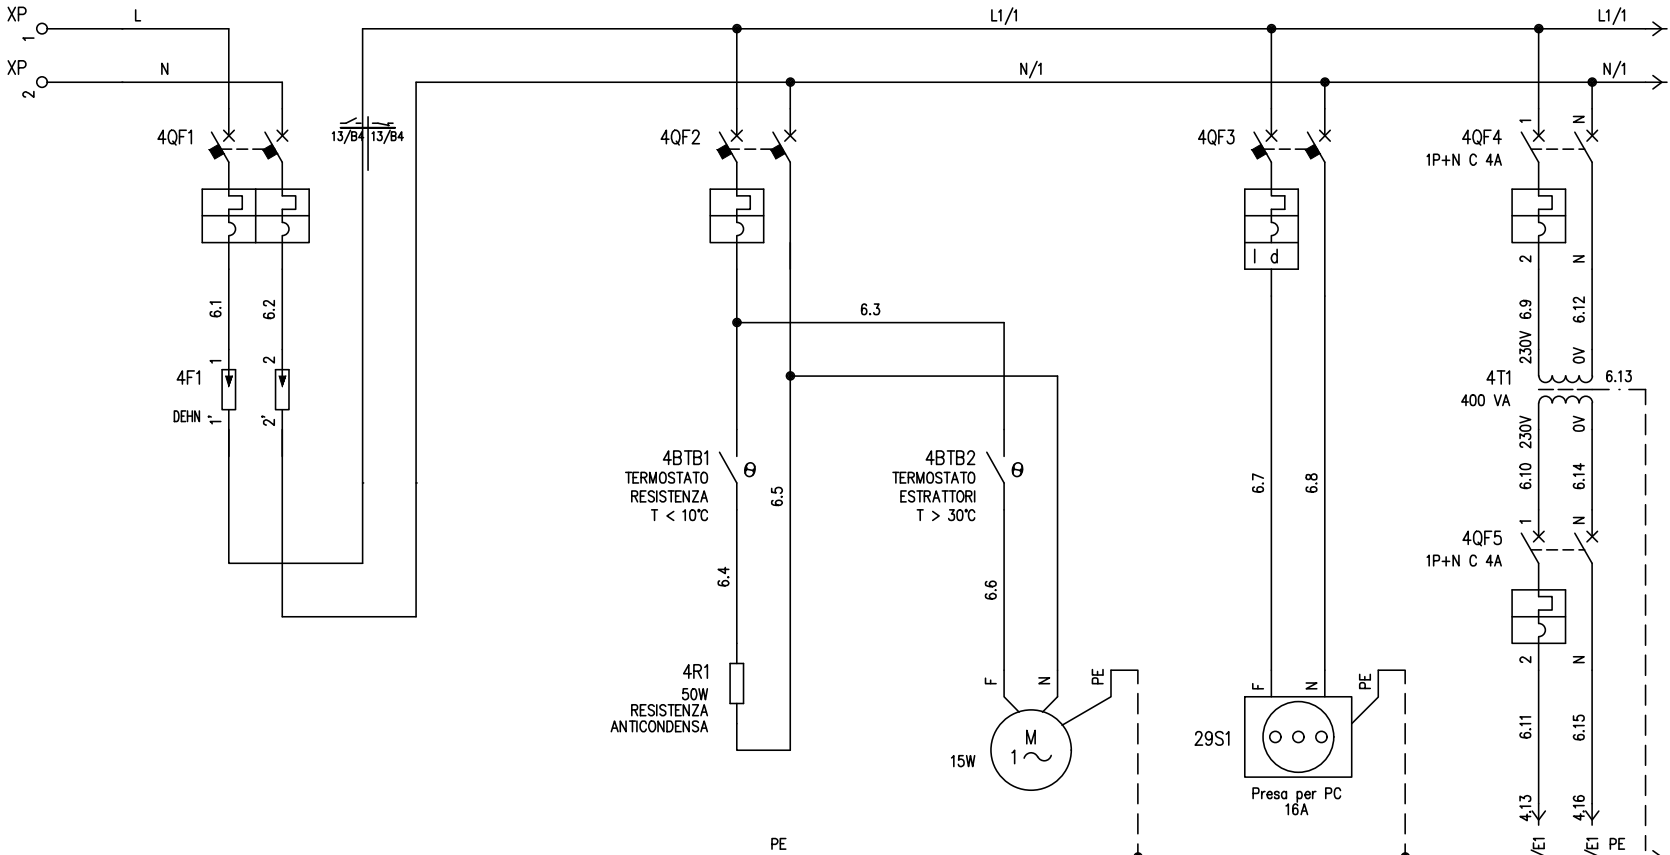 XP
1
L
L1/1
L1/1
XP
2
N
N/1
N/1
4QF1
13/B4
13/B4
4QF2
4QF3
4QF4
1P+N C 4A
1
N
I d
2
N
6.1
6.2
6.3
6.9
6.12
230V
0V
4F1
DEHN
1
2
1'
2'
4T1
400 VA
6.13
230V
0V
4BTB1
TERMOSTATO
RESISTENZA
T < 10°C
θ
6.5
4BTB2
TERMOSTATO
ESTRATTORI
T > 30°C
θ
6.7
6.8
6.10
6.14
4QF5
1P+N C 4A
1
N
6.4
6.6
2
N
4R1
50W
RESISTENZA
ANTICONDENSA
F
N
PE
M
1
15W
F
N
PE
29S1
Presa per PC
16A
6.11
6.15
4.13
4.16
PE
/E1
/E1
PE